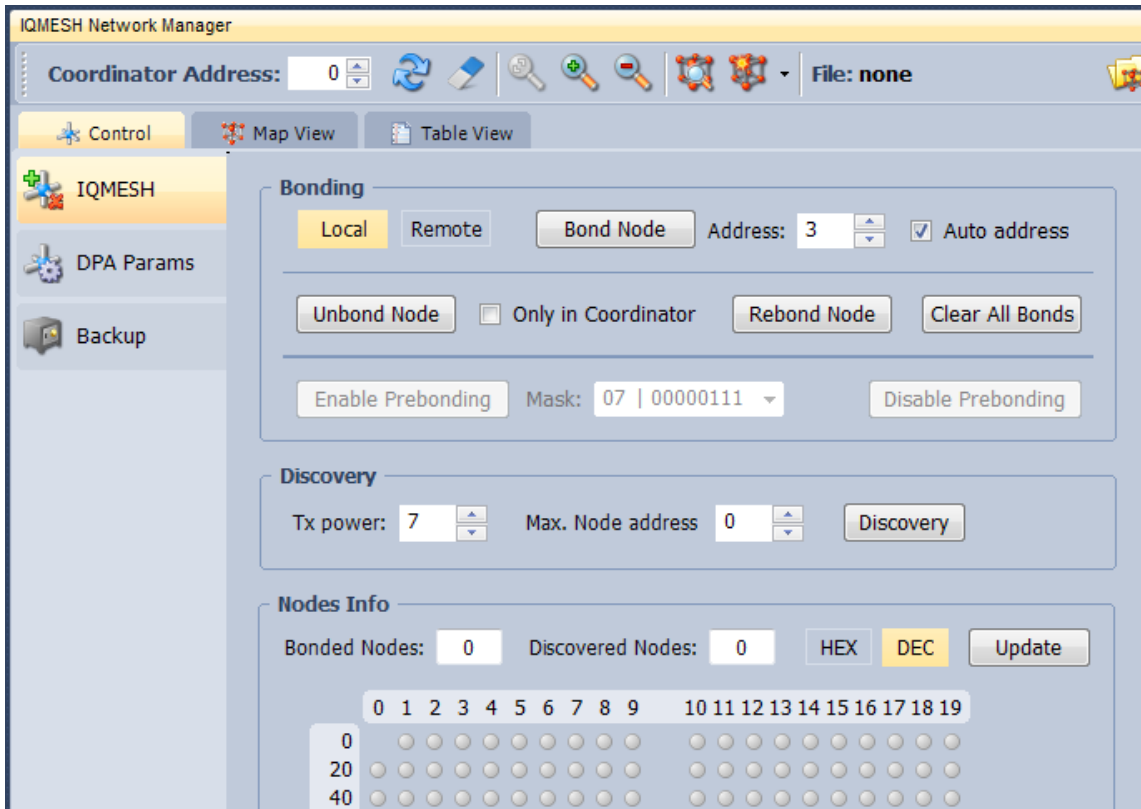 IQMESH Network Manager
Coordinator Address: 0 File: none
Control Map View Table View
IQMESH
DPA Params
Backup
Bonding
Local Remote Bond Node Address: 3 Auto address
Unbond Node Only in Coordinator Rebond Node Clear All Bonds
Enable Prebonding Mask: 07 | 00000111 Disable Prebonding
Discovery
Tx power: 7 Max. Node address 0 Discovery
Nodes Info
Bonded Nodes: 0 Discovered Nodes: 0 HEX DEC Update
0 1 2 3 4 5 6 7 8 9 10 11 12 13 14 15 16 17 18 19
0
20
40